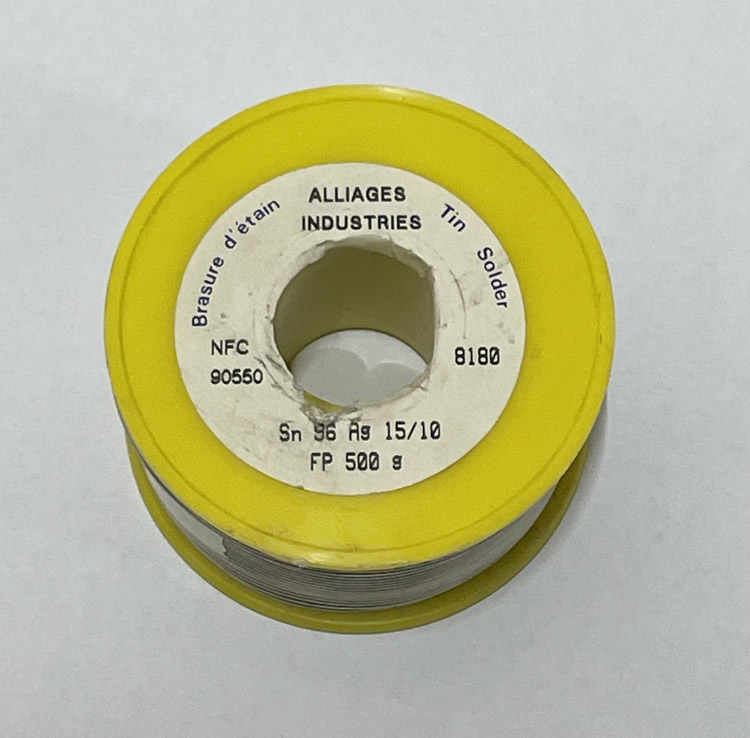 ALLIAGES
INDUSTRIES
Brasure d'étain
Tin Solder
NFC
90550
8180
Sn 96 Ag 15/10
FP 500 g